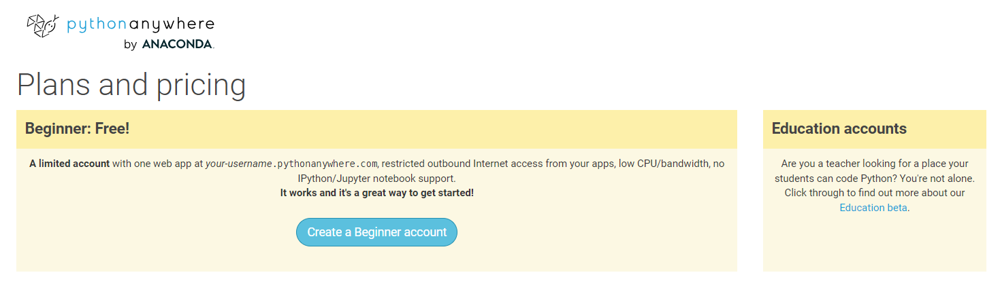 pythonanywhere
by ANACONDA.
Plans and pricing
Beginner: Free!
A limited account with one web app at your-username.pythonanywhere.com, restricted outbound Internet access from your apps, low CPU/bandwidth, no
IPython/Jupyter notebook support.
It works and it's a great way to get started!
Create a Beginner account
Education accounts
Are you a teacher looking for a place your
students can code Python? You're not alone.
Click through to find out more about our
Education beta.